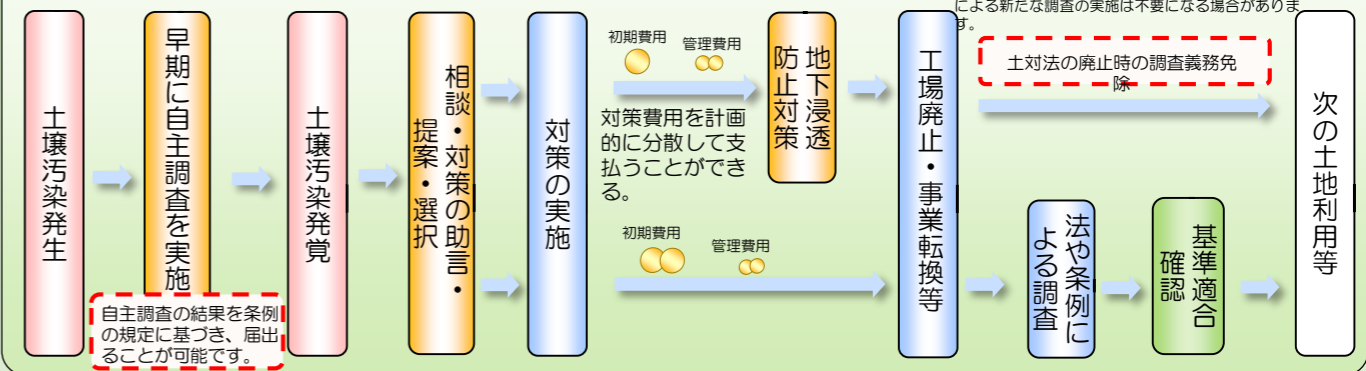 土壌汚染発生
早期に自主調査を実施
自主調査の結果を条例
の規定に基づき、届出
ることが可能です。
土壌汚染発覚
相談・対策の助言・
提案・選択
対策の実施
初期費用
管理費用
対策費用を計画
的に分散して支
払うことができ
る。
地下浸透
防止対策
初期費用
管理費用
工場廃止・事業転換等
による新たな調査の実施は不要になる場合がありま
す。
土対法の廃止時の調査義務免
除
法や条例に
よる調査
基準適合
確認
次の土地利用等